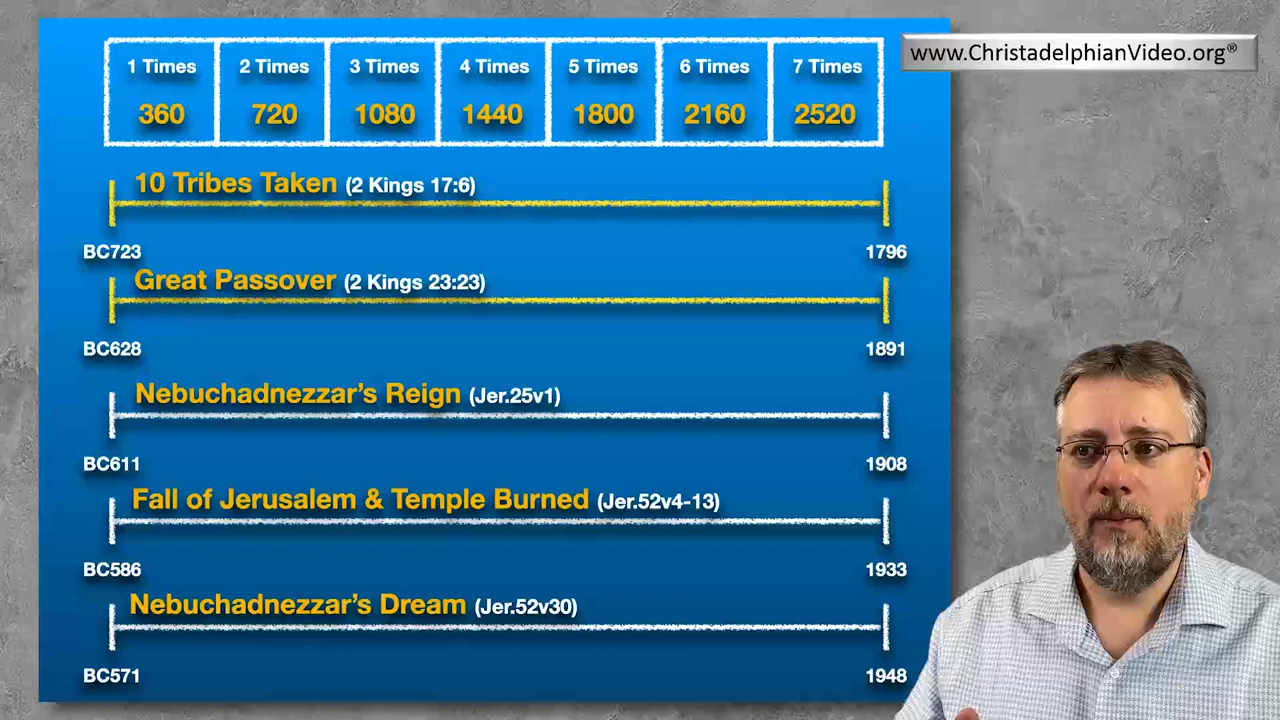 www.ChristadelphianVideo.org®
1 Times 2 Times 3 Times 4 Times 5 Times 6 Times 7 Times
360 720 1080 1440 1800 2160 2520
10 Tribes Taken (2 Kings 17:6)
BC723 1796
Great Passover (2 Kings 23:23)
BC628 1891
Nebuchadnezzar's Reign (Jer.25v1)
BC611 1908
Fall of Jerusalem & Temple Burned (Jer.52v4-13)
BC586 1933
Nebuchadnezzar's Dream (Jer.52v30)
BC571 1948